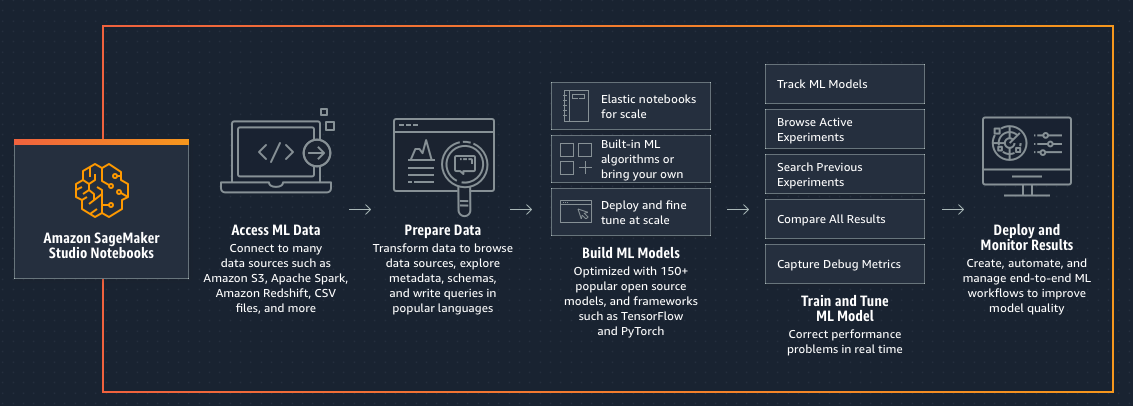 Amazon SageMaker
Studio Notebooks
</>
Access ML Data
Connect to many
data sources such as
Amazon S3, Apache Spark,
Amazon Redshift, CSV
files, and more
Prepare Data
Transform data to browse
data sources, explore
metadata, schemas,
and write queries in
popular languages
Elastic notebooks
for scale
Built-in ML
algorithms or
bring your own
Deploy and fine
tune at scale
Build ML Models
Optimized with 150+
popular open source
models, and frameworks
such as TensorFlow
and PyTorch
Track ML Models
Browse Active
Experiments
Search Previous
Experiments
Compare All Results
Capture Debug Metrics
Train and Tune
ML Model
Correct performance
problems in real time
Deploy and
Monitor Results
Create, automate, and
manage end-to-end ML
workflows to improve
model quality